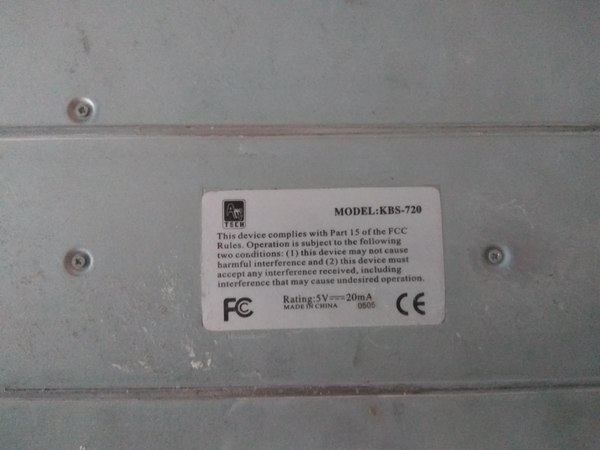 A4
TECH
MODEL:KBS-720
This device complies with Part 15 of the FCC
Rules. Operation is subject to the following
two conditions: (1) this device may not cause
harmful interference and (2) this device must
accept any interference received, including
interference that may cause undesired operation.
FC
Rating:5V⎓20mA
MADE IN CHINA
0505
CE